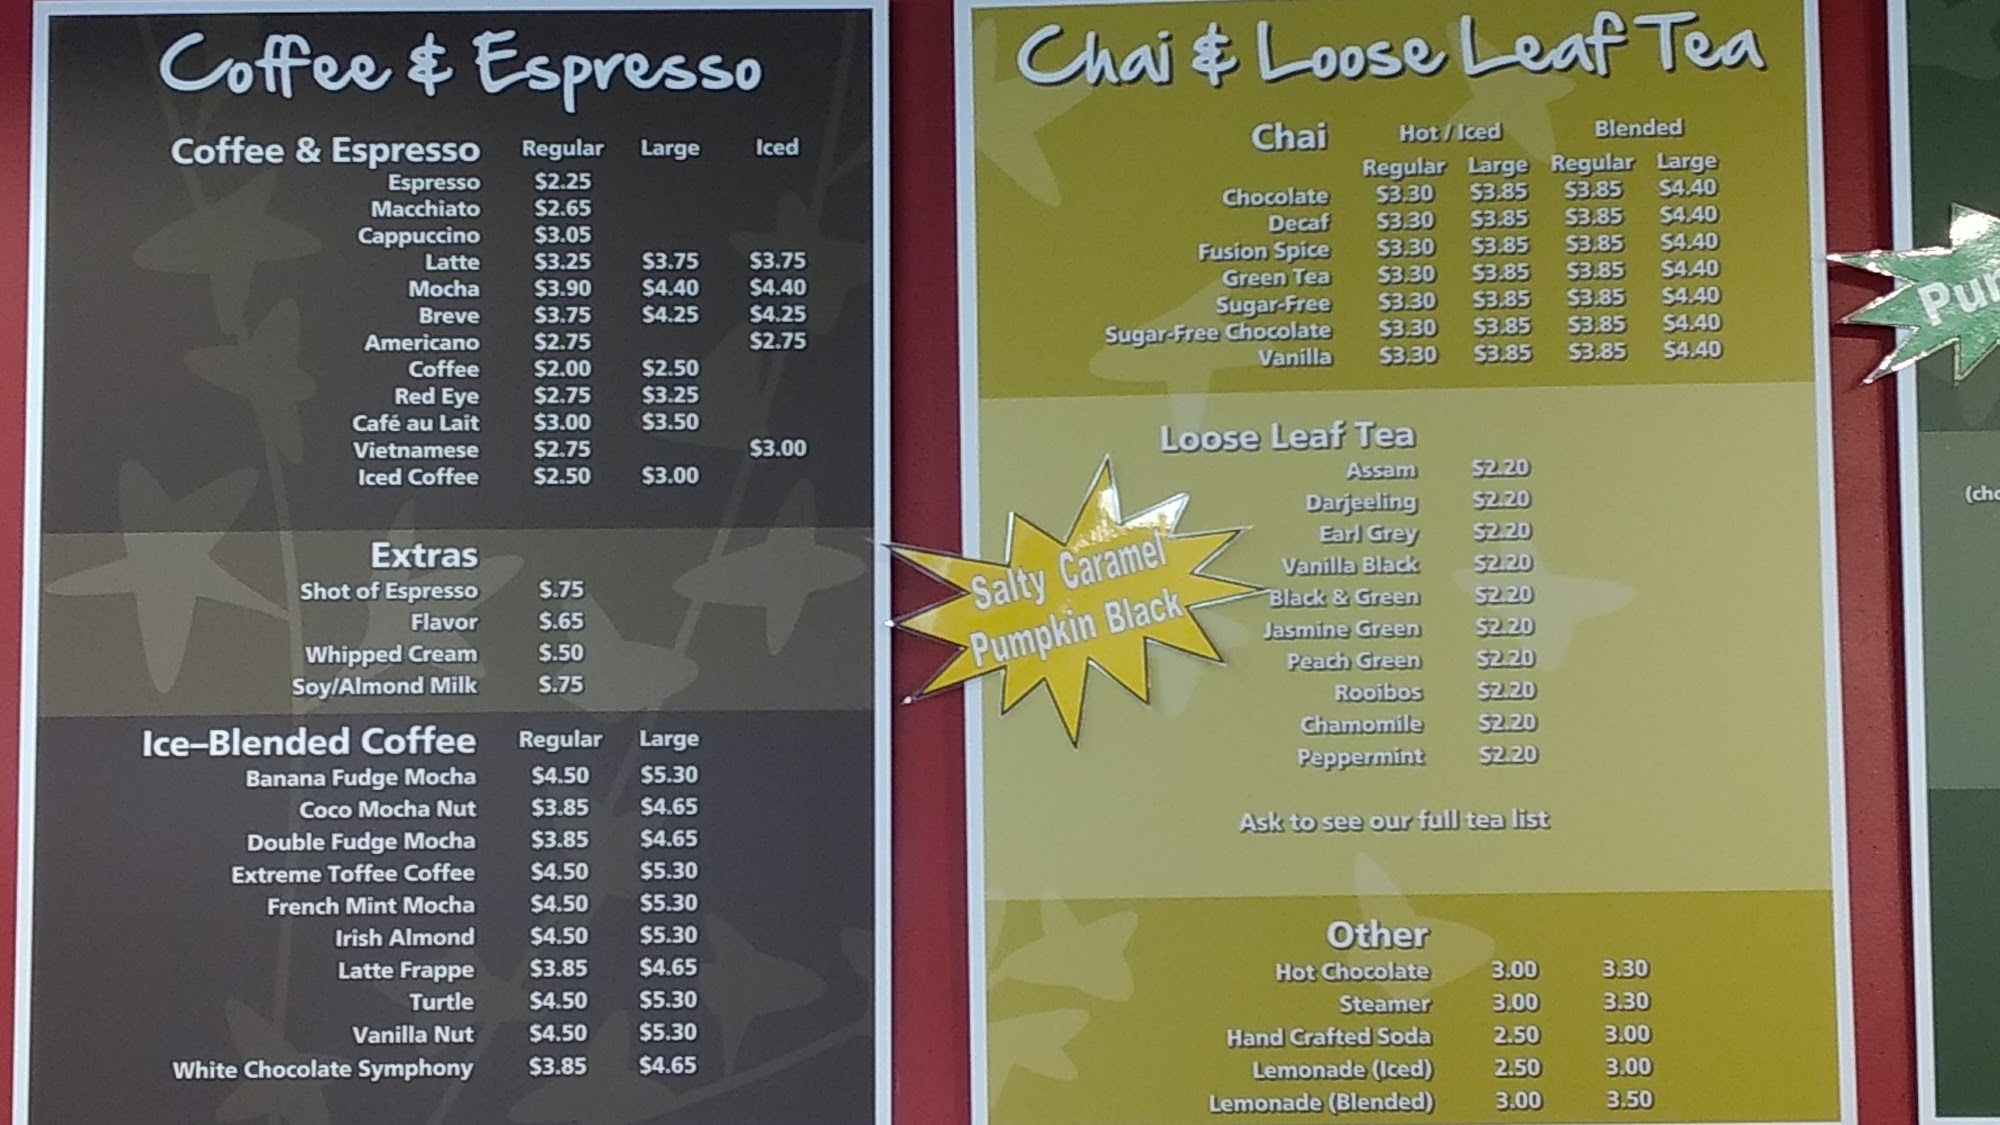 Coffee & Espresso
Coffee & Espresso Regular Large Iced
Espresso $2.25
Macchiato $2.65
Cappuccino $3.05
Latte $3.25 $3.75 $3.75
Mocha $3.90 $4.40 $4.40
Breve $3.75 $4.25 $4.25
Americano $2.75 $2.75
Coffee $2.00 $2.50
Red Eye $2.75 $3.25
Café au Lait $3.00 $3.50
Vietnamese $2.75 $3.00
Iced Coffee $2.50 $3.00
Extras
Shot of Espresso $.75
Flavor $.65
Whipped Cream $.50
Soy/Almond Milk $.75
Ice–Blended Coffee Regular Large
Banana Fudge Mocha $4.50 $5.30
Coco Mocha Nut $3.85 $4.65
Double Fudge Mocha $3.85 $4.65
Extreme Toffee Coffee $4.50 $5.30
French Mint Mocha $4.50 $5.30
Irish Almond $4.50 $5.30
Latte Frappe $3.85 $4.65
Turtle $4.50 $5.30
Vanilla Nut $4.50 $5.30
White Chocolate Symphony $3.85 $4.65
Salty Caramel
Pumpkin Black
Chai & Loose Leaf Tea
Chai Hot / Iced Blended
Regular Large Regular Large
Chocolate $3.30 $3.85 $3.85 $4.40
Decaf $3.30 $3.85 $3.85 $4.40
Fusion Spice $3.30 $3.85 $3.85 $4.40
Green Tea $3.30 $3.85 $3.85 $4.40
Sugar-Free $3.30 $3.85 $3.85 $4.40
Sugar-Free Chocolate $3.30 $3.85 $3.85 $4.40
Vanilla $3.30 $3.85 $3.85 $4.40
Loose Leaf Tea
Assam $2.20
Darjeeling $2.20
Earl Grey $2.20
Vanilla Black $2.20
Black & Green $2.20
Jasmine Green $2.20
Peach Green $2.20
Rooibos $2.20
Chamomile $2.20
Peppermint $2.20
Ask to see our full tea list
Other
Hot Chocolate 3.00 3.30
Steamer 3.00 3.30
Hand Crafted Soda 2.50 3.00
Lemonade (Iced) 2.50 3.00
Lemonade (Blended) 3.00 3.50